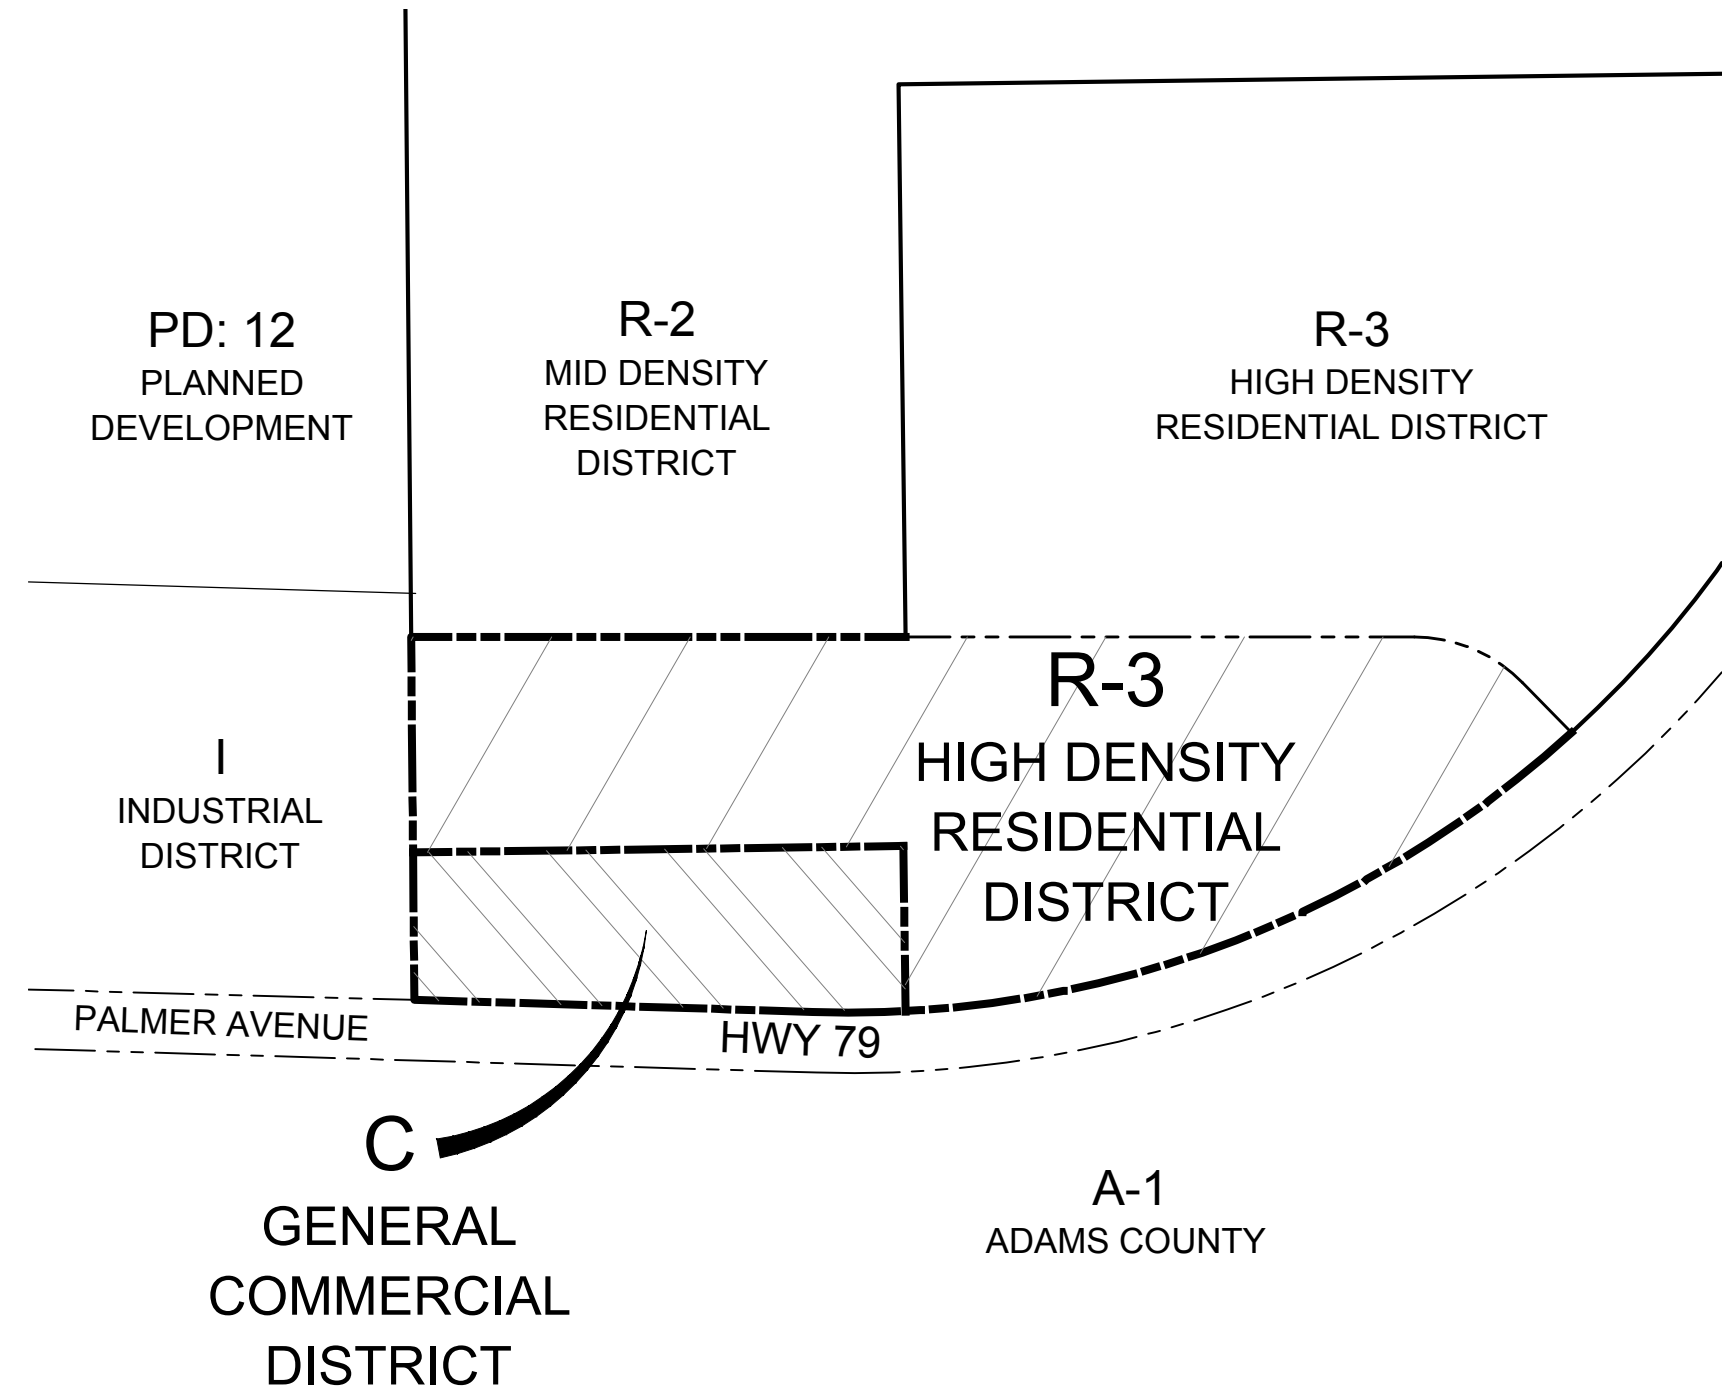 PD: 12
PLANNED
DEVELOPMENT
R-2
MID DENSITY
RESIDENTIAL
DISTRICT
R-3
HIGH DENSITY
RESIDENTIAL DISTRICT
I
INDUSTRIAL
DISTRICT
R-3
HIGH DENSITY
RESIDENTIAL
DISTRICT
PALMER AVENUE
HWY 79
C
GENERAL
COMMERCIAL
DISTRICT
A-1
ADAMS COUNTY